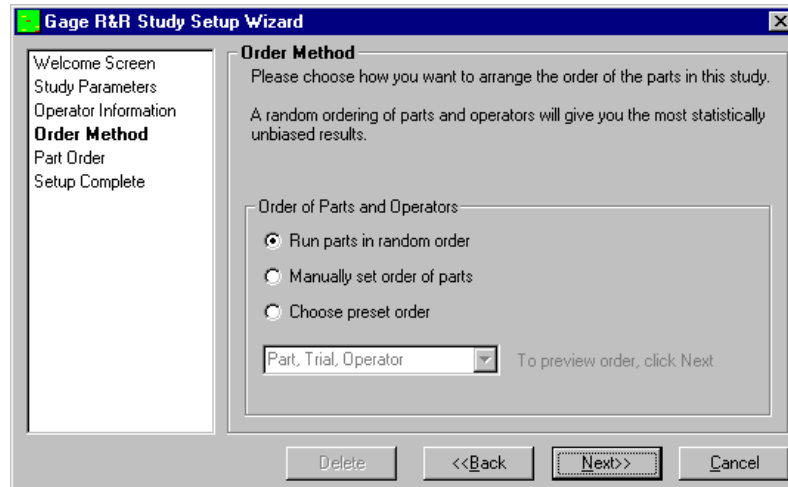 Gage R&R Study Setup Wizard
Welcome Screen
Study Parameters
Operator Information
Order Method
Part Order
Setup Complete
Order Method
Please choose how you want to arrange the order of the parts in this study.
A random ordering of parts and operators will give you the most statistically
unbiased results.
Order of Parts and Operators
Run parts in random order
Manually set order of parts
Choose preset order
Part, Trial, Operator
To preview order, click Next
Delete
<<Back
Next>>
Cancel